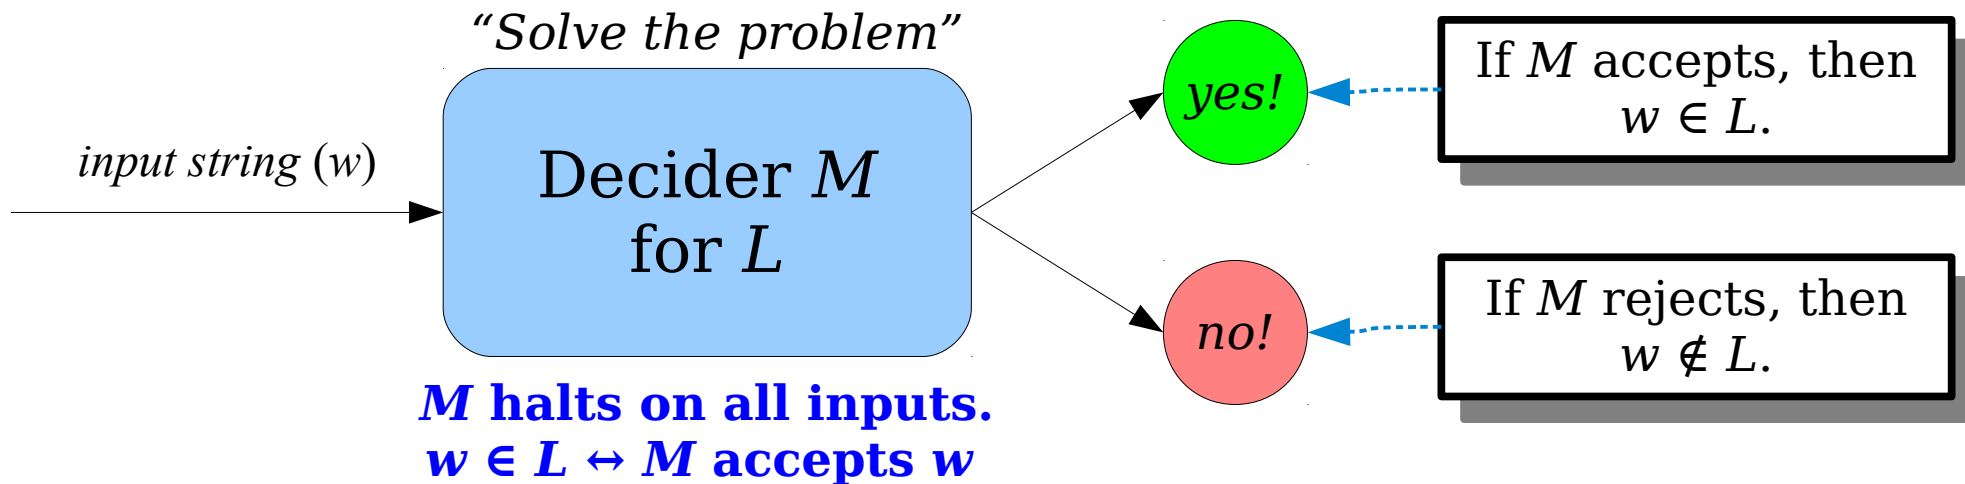 “Solve the problem”
input string (w)
Decider M
for L
yes!
If M accepts, then
w ∈ L.
no!
If M rejects, then
w ∉ L.
M halts on all inputs.
w ∈ L ↔ M accepts w